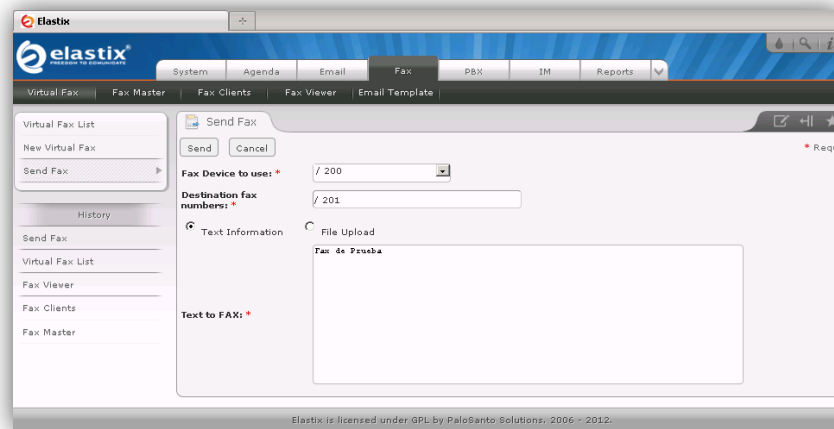 Elastix
elastix
FREEDOM TO COMMUNICATE
System Agenda Email Fax PBX IM Reports
Virtual Fax Fax Master Fax Clients Fax Viewer Email Template
Virtual Fax List
New Virtual Fax
Send Fax
History
Send Fax
Virtual Fax List
Fax Viewer
Fax Clients
Fax Master
Send Fax
Send Cancel
* Requ
Fax Device to use: * / 200
Destination fax
numbers: * / 201
Text Information File Upload
Text to FAX: *
Fax de Prueba
Elastix is licensed under GPL by PaloSanto Solutions. 2006 - 2012.